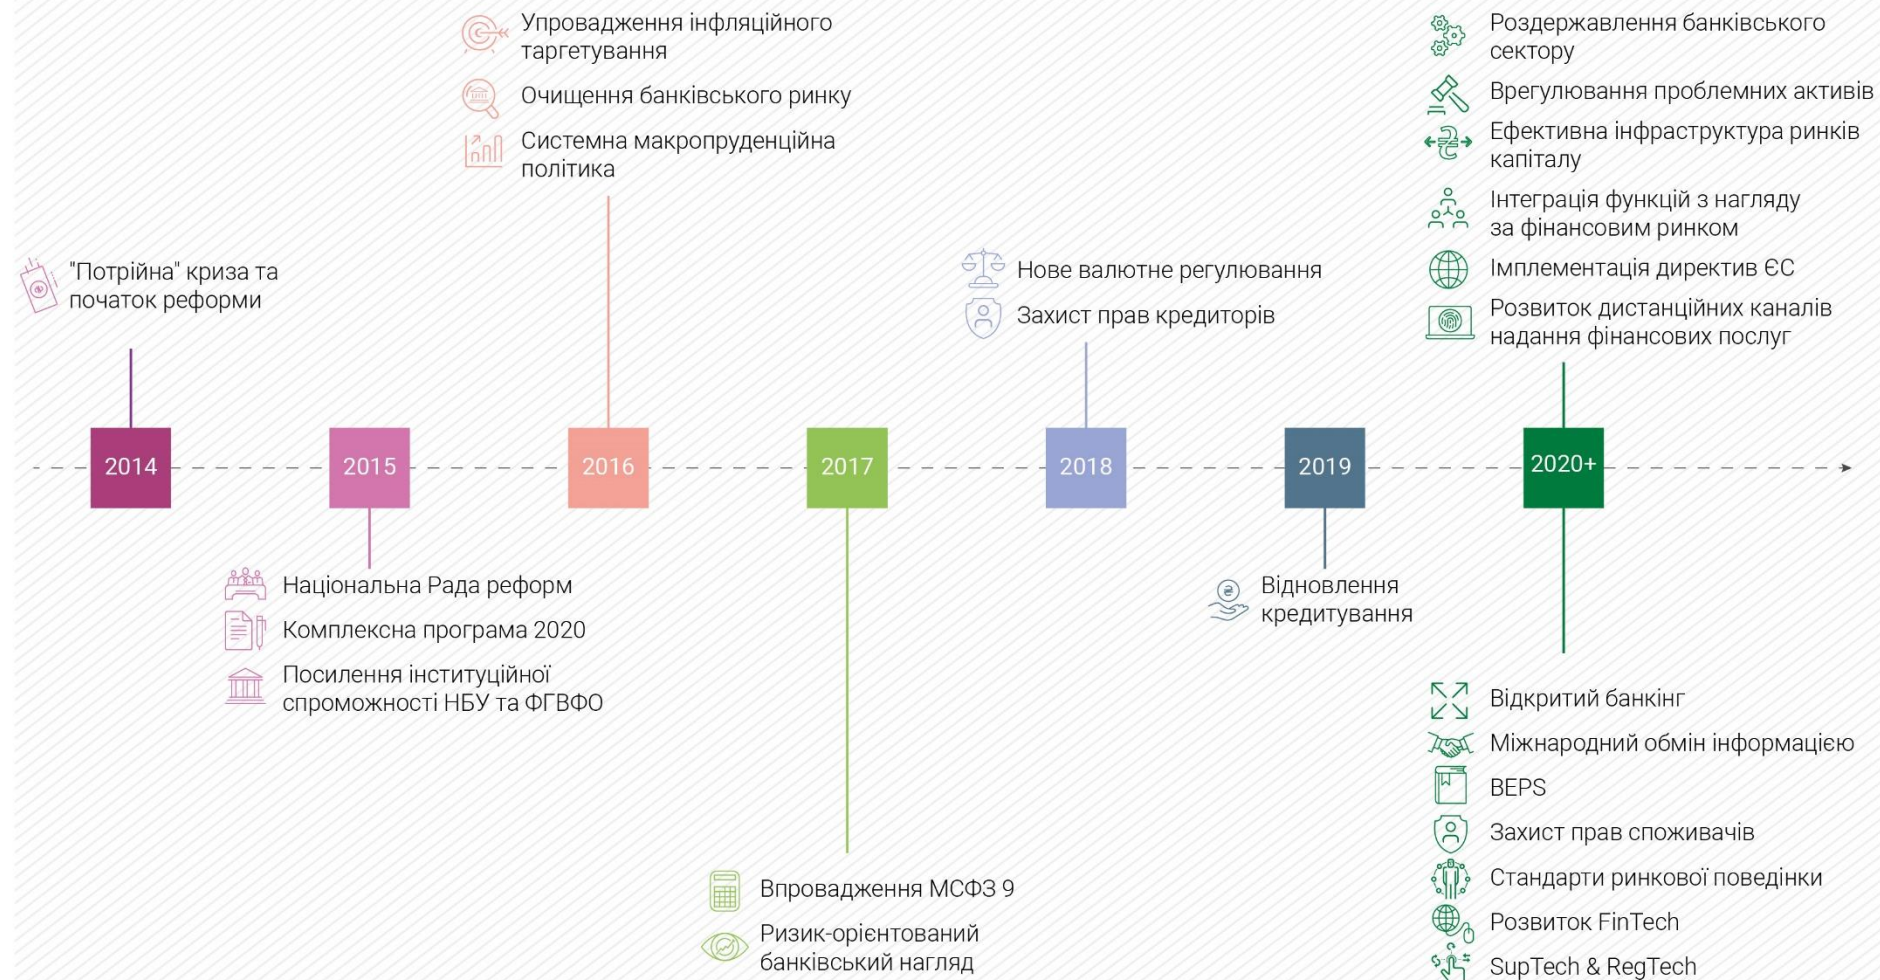 Упровадження інфляційного
таргетування
Очищення банківського ринку
Системна макропруденційна
політика
Роздержавлення банківського
сектору
Врегулювання проблемних активів
Ефективна інфраструктура ринків
капіталу
Інтеграція функцій з нагляду
за фінансовим ринком
Імплементація директив ЄС
Розвиток дистанційних каналів
надання фінансових послуг
"Потрійна" криза та
початок реформи
Нове валютне регулювання
Захист прав кредиторів
2014
2015
2016
2017
2018
2019
2020+
Національна Рада реформ
Комплексна програма 2020
Посилення інституційної
спроможності НБУ та ФГВФО
Відновлення
кредитування
Впровадження МСФЗ 9
Ризик-орієнтований
банківський нагляд
Відкритий банкінг
Міжнародний обмін інформацією
BEPS
Захист прав споживачів
Стандарти ринкової поведінки
Розвиток FinTech
SupTech & RegTech